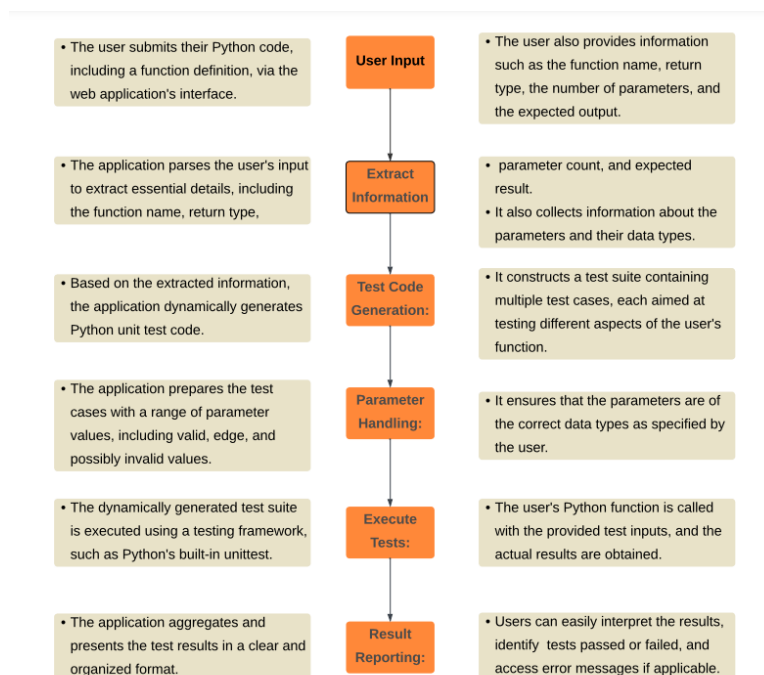 • The user submits their Python code,
including a function definition, via the
web application's interface.
User Input
• The user also provides information
such as the function name, return
type, the number of parameters, and
the expected output.
• The application parses the user's input
to extract essential details, including
the function name, return type,
Extract
Information
• parameter count, and expected
result.
• It also collects information about the
parameters and their data types.
• Based on the extracted information,
the application dynamically generates
Python unit test code.
Test Code
Generation:
• It constructs a test suite containing
multiple test cases, each aimed at
testing different aspects of the user's
function.
• The application prepares the test
cases with a range of parameter
values, including valid, edge, and
possibly invalid values.
Parameter
Handling:
• It ensures that the parameters are of
the correct data types as specified by
the user.
• The dynamically generated test suite
is executed using a testing framework,
such as Python's built-in unittest.
Execute
Tests:
• The user's Python function is called
with the provided test inputs, and the
actual results are obtained.
• The application aggregates and
presents the test results in a clear and
organized format.
Result
Reporting:
• Users can easily interpret the results,
identify tests passed or failed, and
access error messages if applicable.